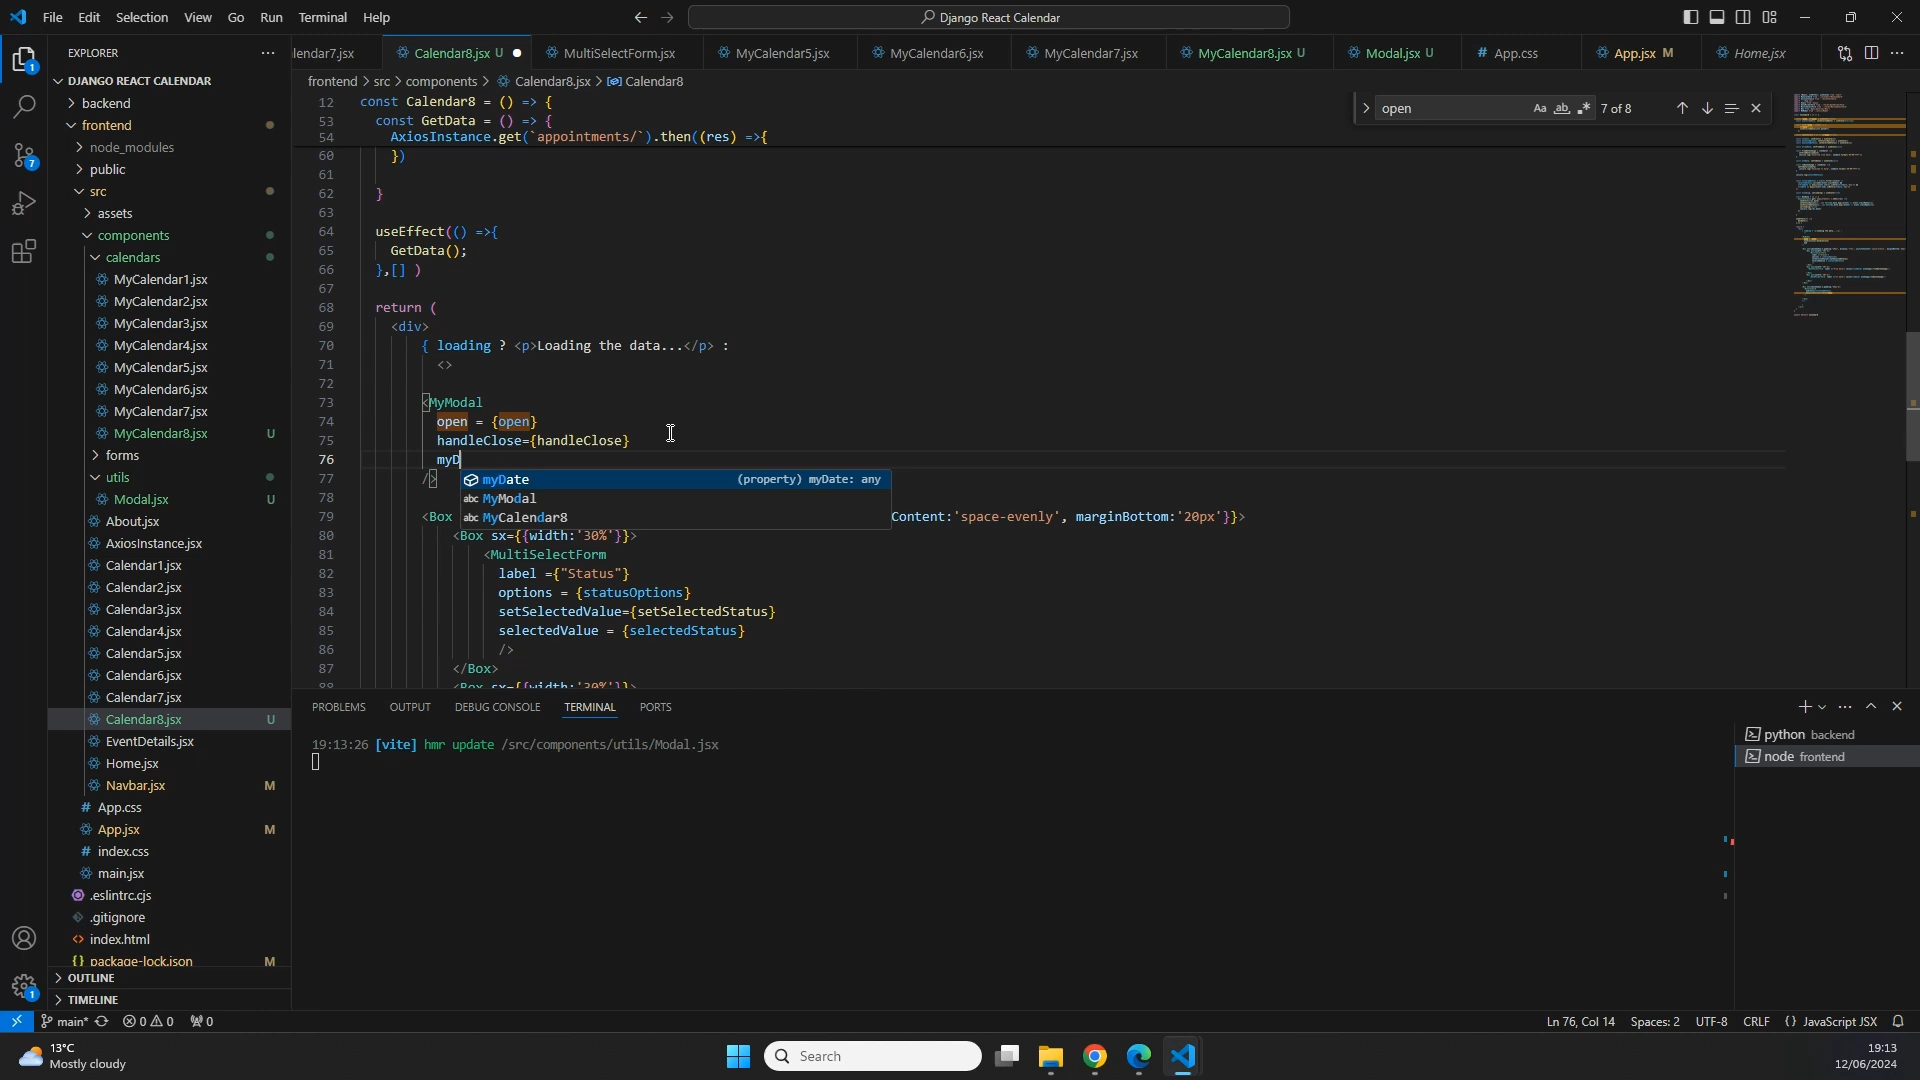 File Edit Selection View Go Run Terminal Help
Django React Calendar
EXPLORER
lendar7.jsx Calendar8.jsx U MultiSelectForm.jsx MyCalendar5.jsx MyCalendar6.jsx MyCalendar7.jsx MyCalendar8.jsx U Modal.jsx U App.css App.jsx M Home.jsx
frontend > src > components > Calendar8.jsx > Calendar8
open Aa ab 7 of 8
DJANGO REACT CALENDAR
backend
frontend
node_modules
public
src
assets
components
calendars
MyCalendar1.jsx
MyCalendar2.jsx
MyCalendar3.jsx
MyCalendar4.jsx
MyCalendar5.jsx
MyCalendar6.jsx
MyCalendar7.jsx
MyCalendar8.jsx U
forms
utils
Modal.jsx U
About.jsx
AxiosInstance.jsx
Calendar1.jsx
Calendar2.jsx
Calendar3.jsx
Calendar4.jsx
Calendar5.jsx
Calendar6.jsx
Calendar7.jsx
Calendar8.jsx U
EventDetails.jsx
Home.jsx
Navbar.jsx M
App.css
App.jsx M
index.css
main.jsx
.eslintrc.cjs
.gitignore
index.html
package-lock.json M
OUTLINE
TIMELINE
12 const Calendar8 = () => {
53 const GetData = () => {
54 AxiosInstance.get(`appointments/`).then((res) =>{
60 })
61
62 }
63
64 useEffect(() =>{
65 GetData();
66 },[] )
67
68 return (
69 <div>
70 { loading ? <p>Loading the data...</p> :
71 <>
72
73 <MyModal
74 open = {open}
75 handleClose={handleClose}
76 myD
77 />
myDate (property) myDate: any
abc MyModal
abc MyCalendar8
78
79 <Box Content:'space-evenly', marginBottom:'20px'}}>
80 <Box sx={{width:'30%'}}>
81 <MultiSelectForm
82 label ={"Status"}
83 options = {statusOptions}
84 setSelectedValue={setSelectedStatus}
85 selectedValue = {selectedStatus}
86 />
87 </Box>
88 <Box sx={{width:'30%'}}>
PROBLEMS OUTPUT DEBUG CONSOLE TERMINAL PORTS
19:13:26 [vite] hmr update /src/components/utils/Modal.jsx
python backend
node frontend
main* 0 0 0
Ln 76, Col 14 Spaces: 2 UTF-8 CRLF {} JavaScript JSX
13°C
Mostly cloudy
Search
19:13
12/06/2024